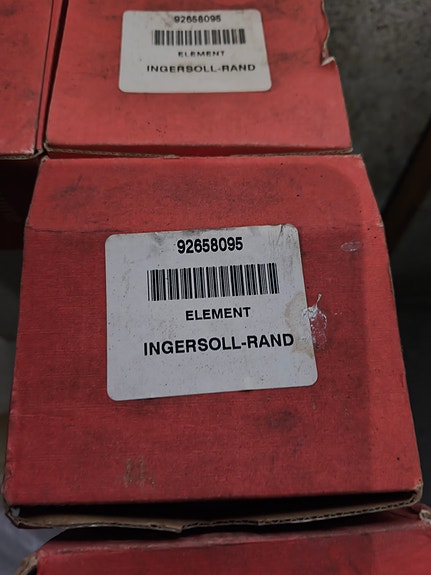 92658095
ELEMENT
INGERSOLL-RAND
92658095
ELEMENT
INGERSOLL-RAND